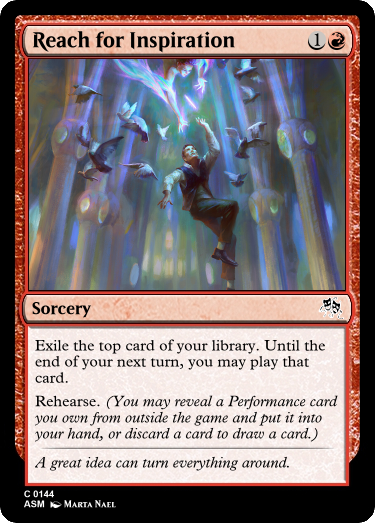 Reach for Inspiration 1
Sorcery
Exile the top card of your library. Until the
end of your next turn, you may play that
card.
Rehearse. (You may reveal a Performance card
you own from outside the game and put it into
your hand, or discard a card to draw a card.)
A great idea can turn everything around.
C 0144
ASM MARTA NAEL